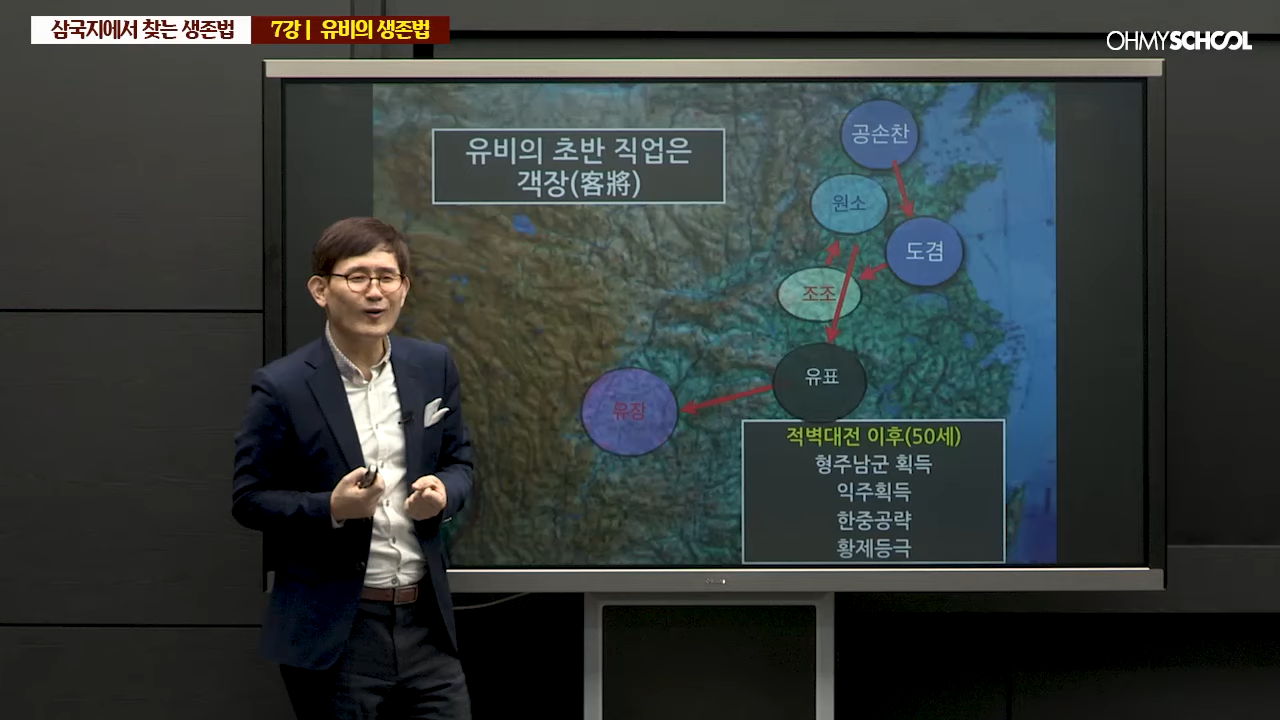 삼국지에서 찾는 생존법
7강 | 유비의 생존법
OHMYSCHOOL
유비의 초반 직업은
객장(客將)
공손찬
원소
도겸
조조
유표
유장
적벽대전 이후(50세)
형주남군 획득
익주획득
한중공략
황제등극